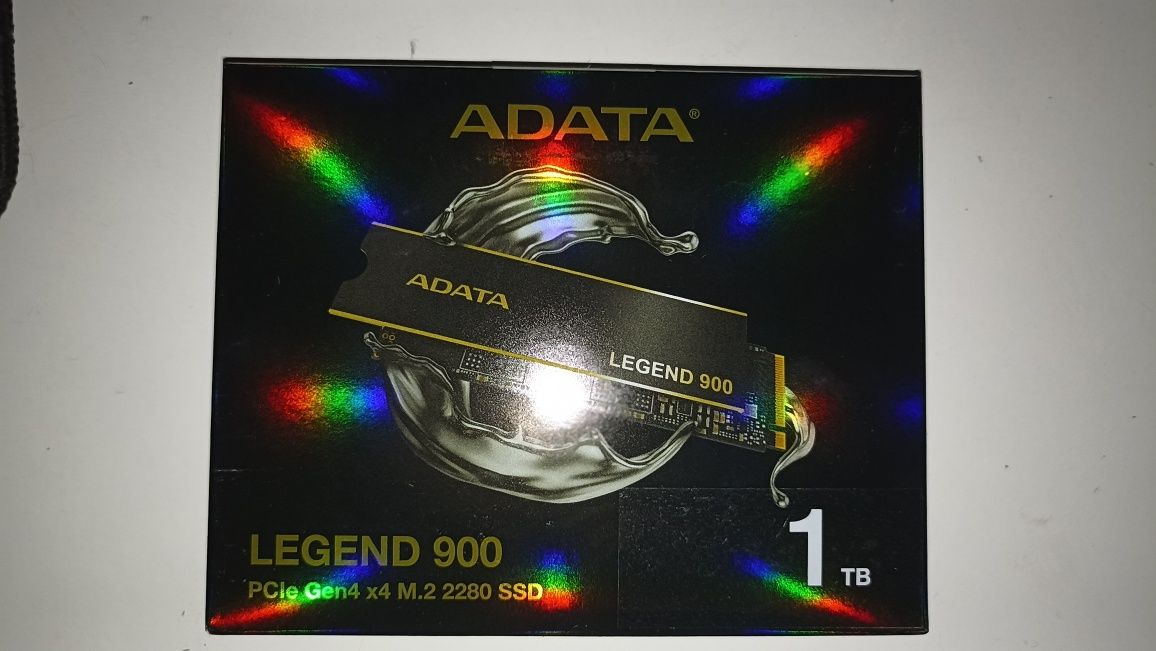 ADATA®
ADATA
LEGEND 900
LEGEND 900
PCIe Gen4 x4 M.2 2280 SSD
1 TB